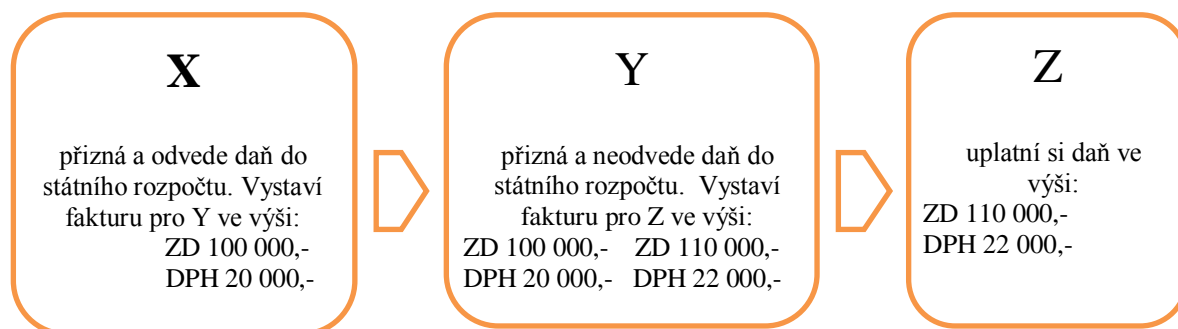 X
přizná a odvede daň do
státního rozpočtu. Vystaví
fakturu pro Y ve výši:
ZD 100 000,-
DPH 20 000,-
Y
přizná a neodvede daň do
státního rozpočtu. Vystaví
fakturu pro Z ve výši:
ZD 100 000,- ZD 110 000,-
DPH 20 000,- DPH 22 000,-
Z
uplatní si daň ve
výši:
ZD 110 000,-
DPH 22 000,-